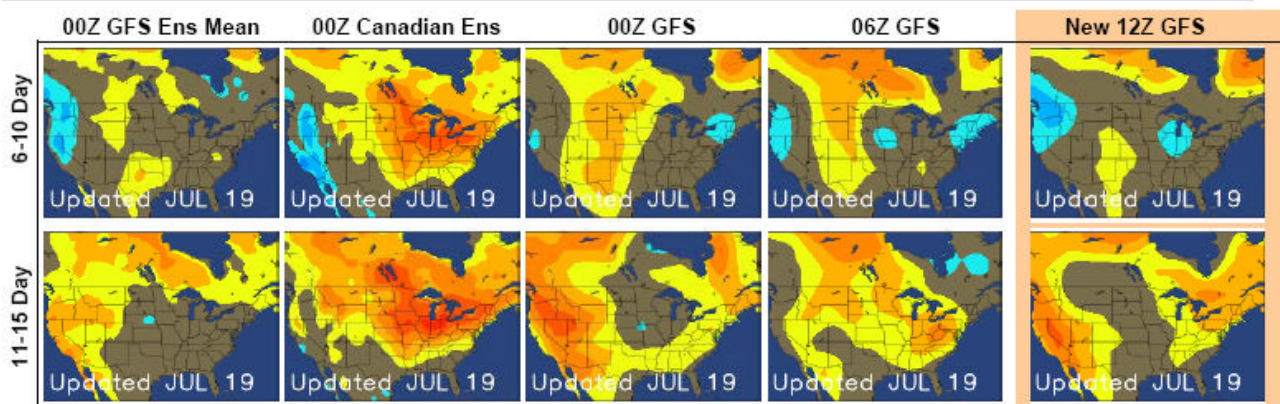 00Z GFS Ens Mean 00Z Canadian Ens 00Z GFS 06Z GFS New 12Z GFS
6-10 Day
Updated JUL 19 Updated JUL 19 Updated JUL 19 Updated JUL 19 Updated JUL 19
11-15 Day
Updated JUL 19 Updated JUL 19 Updated JUL 19 Updated JUL 19 Updated JUL 19